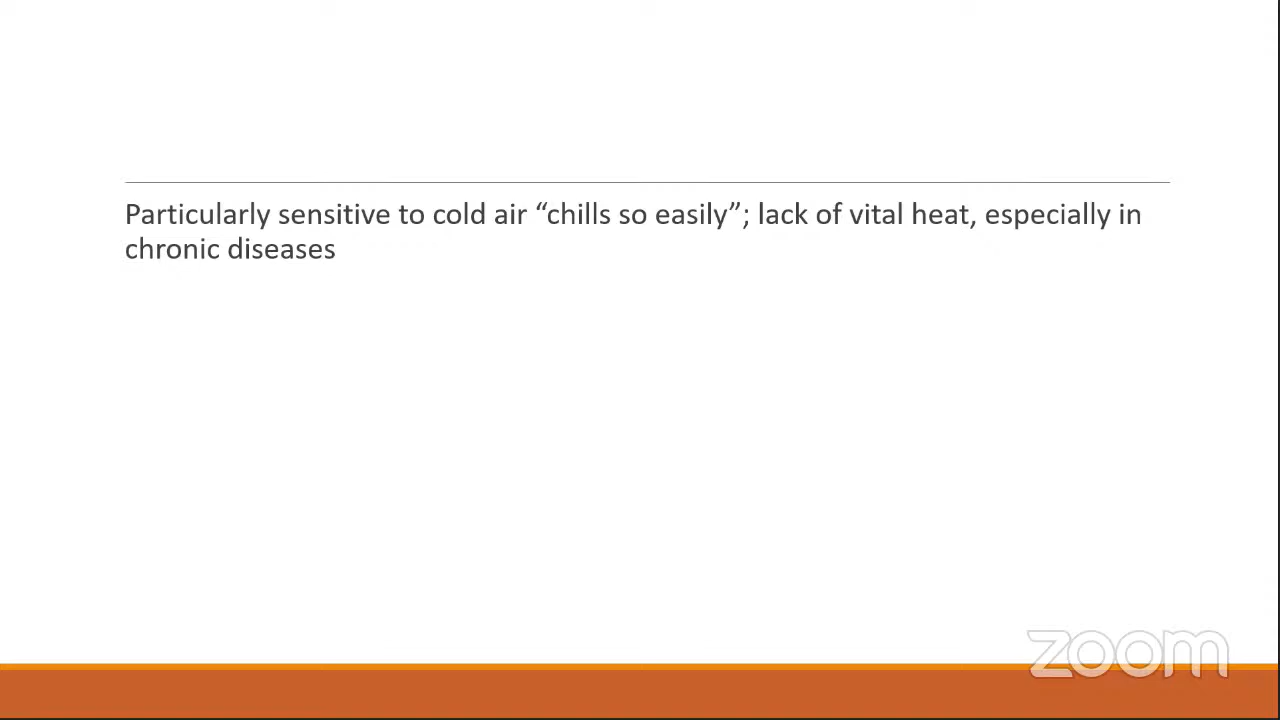 Particularly sensitive to cold air “chills so easily”; lack of vital heat, especially in
chronic diseases
zoom